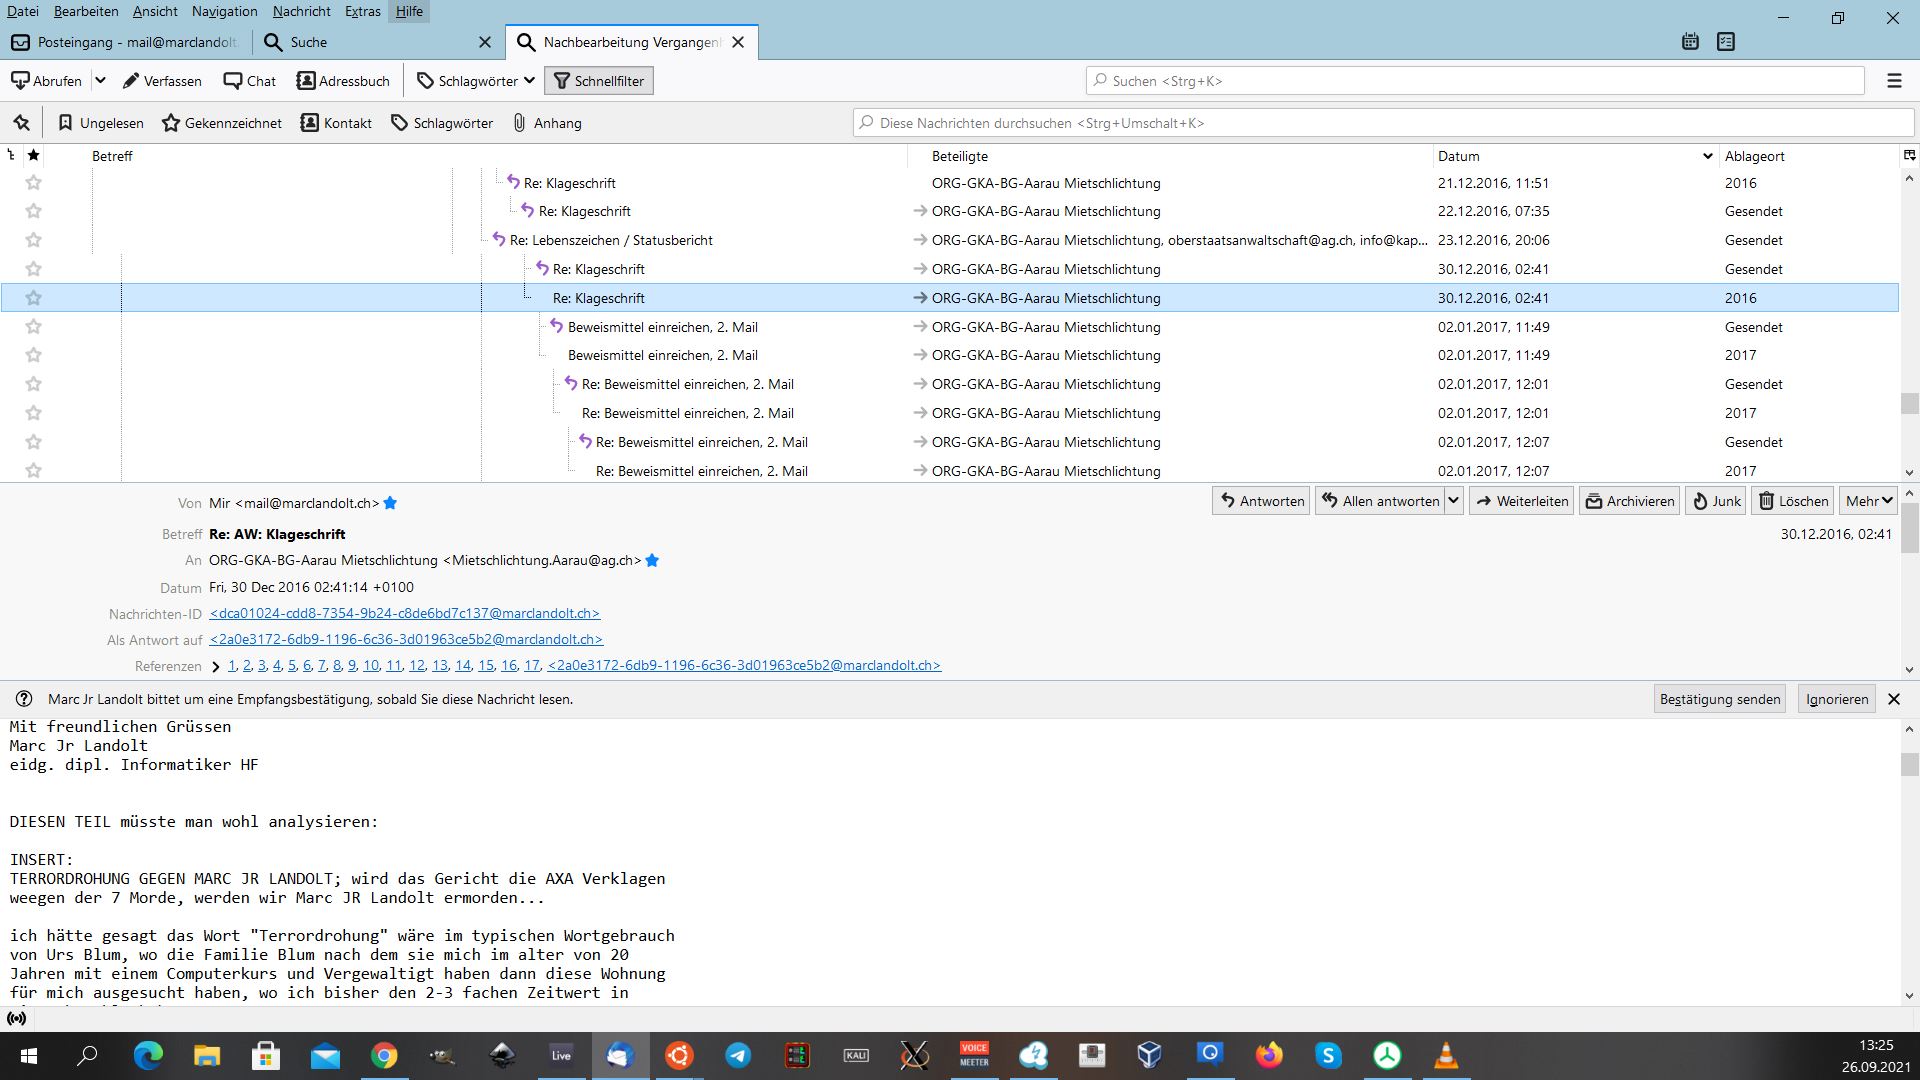 Datei Bearbeiten Ansicht Navigation Nachricht Extras Hilfe
Posteingang - mail@marclandolt. Suche Nachbearbeitung Vergangenh
Abrufen Verfassen Chat Adressbuch Schlagwörter Schnellfilter Suchen <Strg+K>
Ungelesen Gekennzeichnet Kontakt Schlagwörter Anhang Diese Nachrichten durchsuchen <Strg+Umschalt+K>
Betreff Beteiligte Datum Ablageort
Re: Klageschrift ORG-GKA-BG-Aarau Mietschlichtung 21.12.2016, 11:51 2016
Re: Klageschrift ORG-GKA-BG-Aarau Mietschlichtung 22.12.2016, 07:35 Gesendet
Re: Lebenszeichen / Statusbericht ORG-GKA-BG-Aarau Mietschlichtung, oberstaatsanwaltschaft@ag.ch, info@kap... 23.12.2016, 20:06 Gesendet
Re: Klageschrift ORG-GKA-BG-Aarau Mietschlichtung 30.12.2016, 02:41 Gesendet
Re: Klageschrift ORG-GKA-BG-Aarau Mietschlichtung 30.12.2016, 02:41 2016
Beweismittel einreichen, 2. Mail ORG-GKA-BG-Aarau Mietschlichtung 02.01.2017, 11:49 Gesendet
Beweismittel einreichen, 2. Mail ORG-GKA-BG-Aarau Mietschlichtung 02.01.2017, 11:49 2017
Re: Beweismittel einreichen, 2. Mail ORG-GKA-BG-Aarau Mietschlichtung 02.01.2017, 12:01 Gesendet
Re: Beweismittel einreichen, 2. Mail ORG-GKA-BG-Aarau Mietschlichtung 02.01.2017, 12:01 2017
Re: Beweismittel einreichen, 2. Mail ORG-GKA-BG-Aarau Mietschlichtung 02.01.2017, 12:07 Gesendet
Re: Beweismittel einreichen, 2. Mail ORG-GKA-BG-Aarau Mietschlichtung 02.01.2017, 12:07 2017
Von Mir <mail@marclandolt.ch> Antworten Allen antworten Weiterleiten Archivieren Junk Löschen Mehr
Betreff Re: AW: Klageschrift 30.12.2016, 02:41
An ORG-GKA-BG-Aarau Mietschlichtung <Mietschlichtung.Aarau@ag.ch>
Datum Fri, 30 Dec 2016 02:41:14 +0100
Nachrichten-ID <dca01024-cdd8-7354-9b24-c8de6bd7c137@marclandolt.ch>
Als Antwort auf <2a0e3172-6db9-1196-6c36-3d01963ce5b2@marclandolt.ch>
Referenzen 1, 2, 3, 4, 5, 6, 7, 8, 9, 10, 11, 12, 13, 14, 15, 16, 17, <2a0e3172-6db9-1196-6c36-3d01963ce5b2@marclandolt.ch>
Marc Jr Landolt bittet um eine Empfangsbestätigung, sobald Sie diese Nachricht lesen. Bestätigung senden Ignorieren
Mit freundlichen Grüssen
Marc Jr Landolt
eidg. dipl. Informatiker HF
DIESEN TEIL müsste man wohl analysieren:
INSERT:
TERRORDROHUNG GEGEN MARC JR LANDOLT; wird das Gericht die AXA Verklagen
weegen der 7 Morde, werden wir Marc JR Landolt ermorden...
ich hätte gesagt das Wort "Terrordrohung" wäre im typischen Wortgebrauch
von Urs Blum, wo die Familie Blum nach dem sie mich im alter von 20
Jahren mit einem Computerkurs und Vergewaltigt haben dann diese Wohnung
für mich ausgesucht haben, wo ich bisher den 2-3 fachen Zeitwert in
Live KALI VOICE MEETER
13:25
26.09.2021